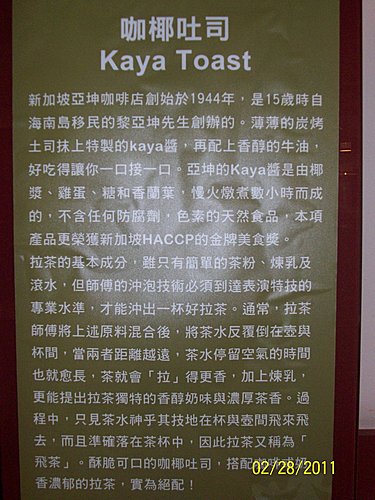 咖椰吐司
Kaya Toast
新加坡亞坤咖啡店創始於1944年，是15歲時自
海南島移民的黎亞坤先生創辦的。薄薄的炭烤
土司抹上特製的kaya醬，再配上香醇的牛油，
好吃得讓你一口接一口。亞坤的Kaya醬是由椰
漿、雞蛋、糖和香蘭葉，慢火燉煮數小時而成
的，不含任何防腐劑，色素的天然食品，本項
產品更榮獲新加坡HACCP的金牌美食獎。
拉茶的基本成分，雖只有簡單的茶粉、煉乳及
滾水，但師傅的沖泡技術必須到達表演特技的
專業水準，才能沖出一杯好拉茶。通常，拉茶
師傅將上述原料混合後，將茶水反覆倒在壺與
杯間，當兩者距離越遠，茶水停留空氣的時間
也就愈長，茶就會「拉」得更香，加上煉乳，
更能提出拉茶獨特的香醇奶味與濃厚茶香。過
程中，只見茶水神乎其技地在杯與壺間飛來飛
去，而且準確落在茶杯中，因此拉茶又稱為「
飛茶」。酥脆可口的咖椰吐司，搭配
香濃郁的拉茶，實為絕配！
02/28/2011